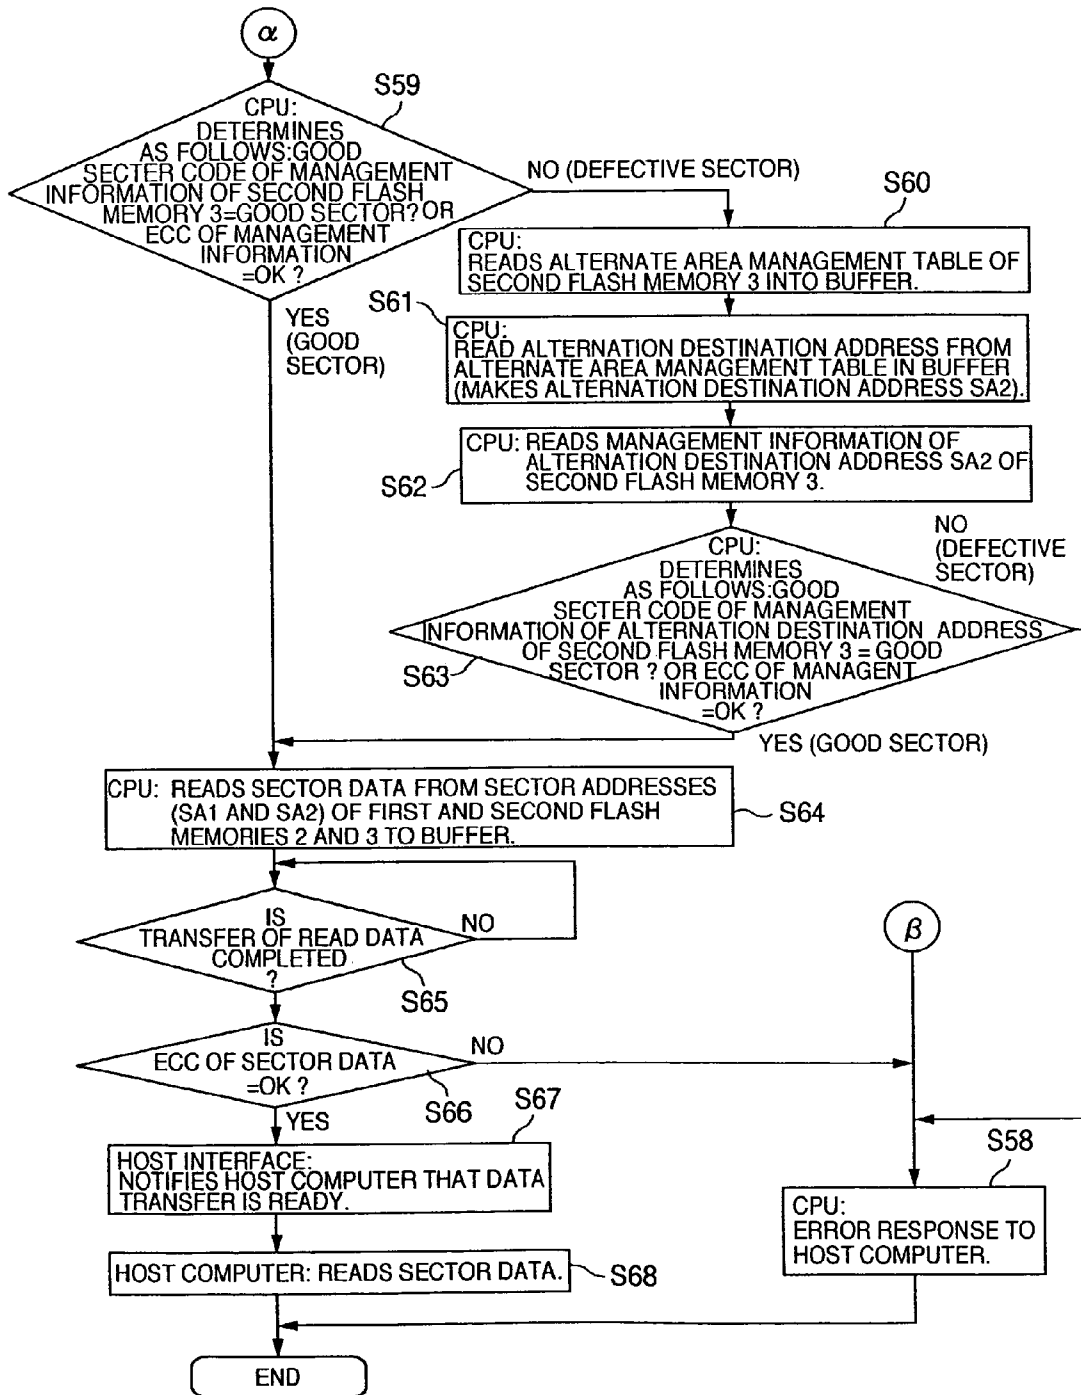 α
S59
CPU:
DETERMINES
AS FOLLOWS:GOOD
SECTER CODE OF MANAGEMENT
INFORMATION OF SECOND FLASH
MEMORY 3=GOOD SECTOR? OR
ECC OF MANAGEMENT
INFORMATION
=OK ?
NO (DEFECTIVE SECTOR)
YES
(GOOD
SECTOR)
S60
CPU:
READS ALTERNATE AREA MANAGEMENT TABLE OF
SECOND FLASH MEMORY 3 INTO BUFFER.
S61
CPU:
READ ALTERNATION DESTINATION ADDRESS FROM
ALTERNATE AREA MANAGEMENT TABLE IN BUFFER
(MAKES ALTERNATION DESTINATION ADDRESS SA2).
CPU: READS MANAGEMENT INFORMATION OF
ALTERNATION DESTINATION ADDRESS SA2 OF
SECOND FLASH MEMORY 3.
S62
NO
(DEFECTIVE
SECTOR)
CPU:
DETERMINES
AS FOLLOWS:GOOD
SECTER CODE OF MANAGEMENT
INFORMATION OF ALTERNATION DESTINATION ADDRESS
OF SECOND FLASH MEMORY 3 = GOOD
SECTOR ? OR ECC OF MANAGENT
INFORMATION
=OK ?
S63
YES (GOOD SECTOR)
CPU: READS SECTOR DATA FROM SECTOR ADDRESSES
(SA1 AND SA2) OF FIRST AND SECOND FLASH
MEMORIES 2 AND 3 TO BUFFER.
S64
IS
TRANSFER OF READ DATA
COMPLETED
?
NO
S65
β
IS
ECC OF SECTOR DATA
=OK ?
NO
S66
YES
S67
HOST INTERFACE:
NOTIFIES HOST COMPUTER THAT DATA
TRANSFER IS READY.
S58
CPU:
ERROR RESPONSE TO
HOST COMPUTER.
HOST COMPUTER: READS SECTOR DATA.
S68
END